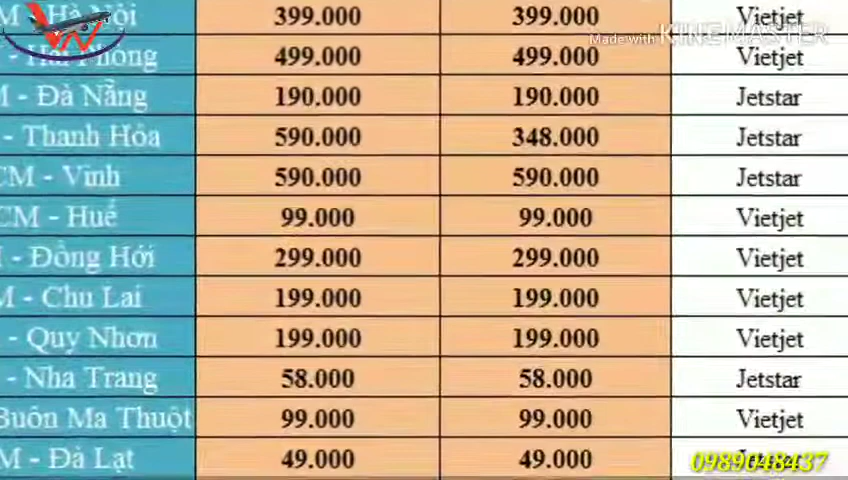 M - Hà Nội 399.000 399.000 Vietjet
Made with KINEMASTER
- Hải Phòng 499.000 499.000 Vietjet
M - Đà Nẵng 190.000 190.000 Jetstar
- Thanh Hóa 590.000 348.000 Jetstar
CM - Vinh 590.000 590.000 Jetstar
CM - Huế 99.000 99.000 Vietjet
M - Đồng Hới 299.000 299.000 Vietjet
M - Chu Lai 199.000 199.000 Vietjet
- Quy Nhơn 199.000 199.000 Vietjet
- Nha Trang 58.000 58.000 Jetstar
Buôn Ma Thuột 99.000 99.000 Vietjet
M - Đà Lạt 49.000 49.000
0989048437